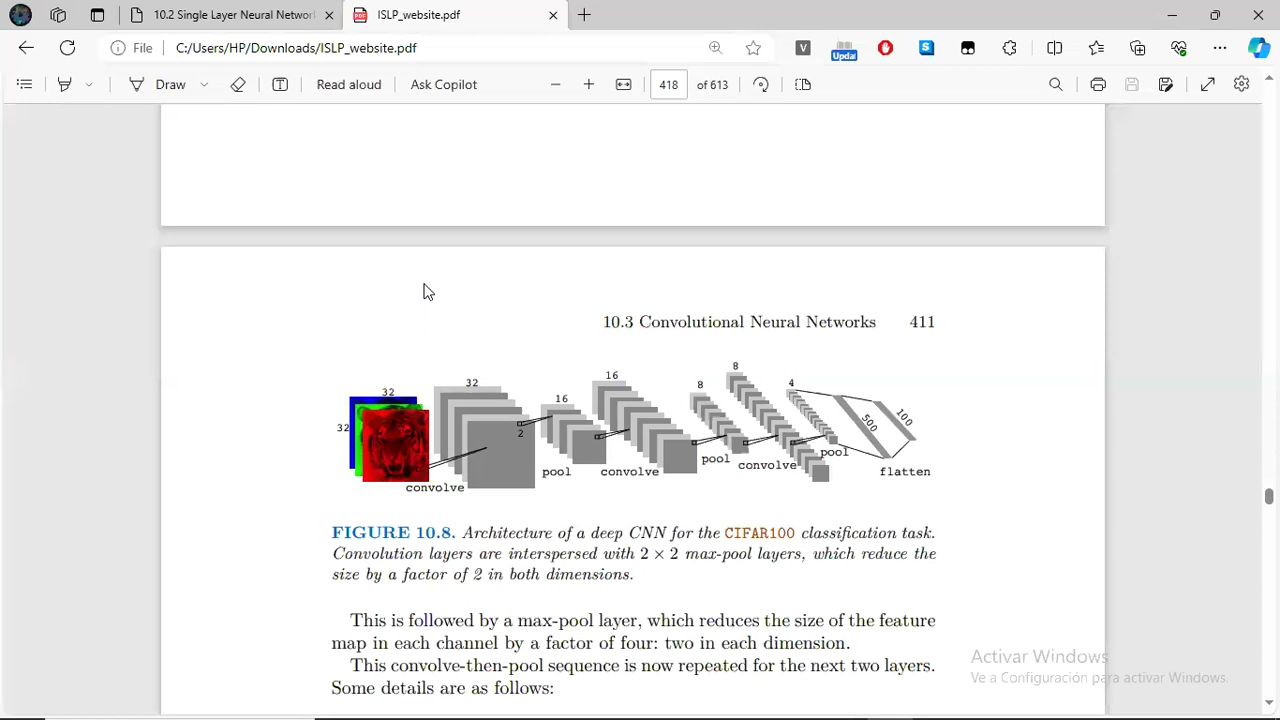 10.2 Single Layer Neural Networ
ISLP_website.pdf
File
C:/Users/HP/Downloads/ISLP_website.pdf
V
Updat
S
Draw
Read aloud
Ask Copilot
418
of 613
10.3 Convolutional Neural Networks 411
32
32
32
2
16
16
8
8
4
500
100
convolve
pool
convolve
pool
convolve
pool
flatten
FIGURE 10.8. Architecture of a deep CNN for the CIFAR100 classification task.
Convolution layers are interspersed with 2 × 2 max-pool layers, which reduce the
size by a factor of 2 in both dimensions.
This is followed by a max-pool layer, which reduces the size of the feature
map in each channel by a factor of four: two in each dimension.
This convolve-then-pool sequence is now repeated for the next two layers.
Some details are as follows:
Activar Windows
Ve a Configuración para activar Windows.